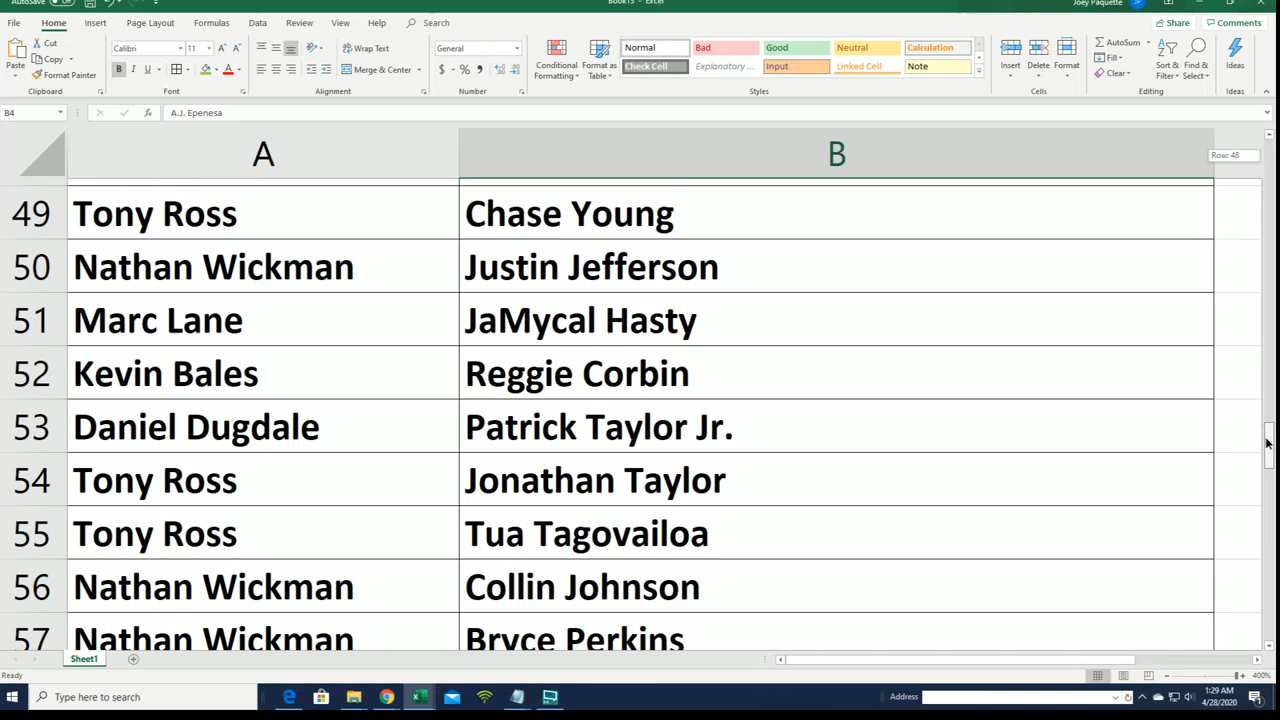 AutoSave
Book15 - Excel
Joey Paquette
File Home Insert Page Layout Formulas Data Review View Help Search Share Comments
Paste Cut Copy Format Painter Clipboard
Calibri 11 A A B I U A Font
Wrap Text Merge & Center Alignment
General $ % , Number
Conditional Formatting Format as Table
Normal Bad Good Neutral Calculation
Check Cell Explanatory ... Input Linked Cell Note
Styles
Insert Delete Format Cells
AutoSum Fill Clear Sort & Filter Find & Select Editing
Ideas Ideas
B4 fx A.J. Epenesa
A B
Row: 48
49 Tony Ross Chase Young
50 Nathan Wickman Justin Jefferson
51 Marc Lane JaMycal Hasty
52 Kevin Bales Reggie Corbin
53 Daniel Dugdale Patrick Taylor Jr.
54 Tony Ross Jonathan Taylor
55 Tony Ross Tua Tagovailoa
56 Nathan Wickman Collin Johnson
57 Nathan Wickman Bryce Perkins
Sheet1
Ready 400%
Type here to search Address 1:29 AM
4/28/2020